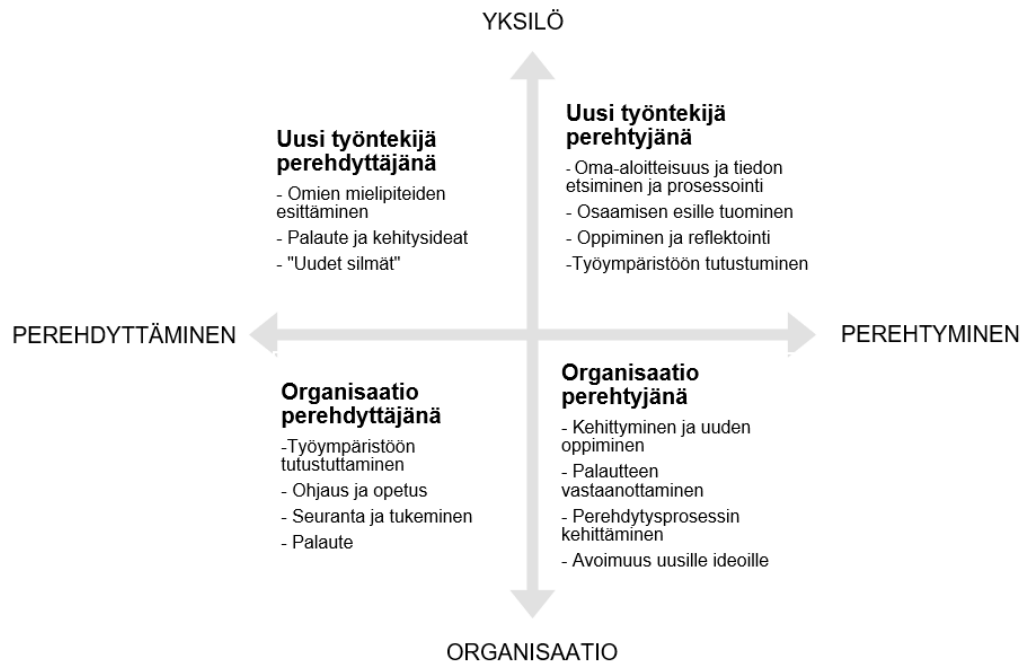 YKSILÖ
Uusi työntekijä
perehdyttäjänä
- Omien mielipiteiden
esittäminen
- Palaute ja kehitysideat
- "Uudet silmät"
Uusi työntekijä
perehtyjänä
- Oma-aloitteisuus ja tiedon
etsiminen ja prosessointi
- Osaamisen esille tuominen
- Oppiminen ja reflektointi
-Työympäristöön tutustuminen
PEREHDYTTÄMINEN
PEREHTYMINEN
Organisaatio
perehdyttäjänä
-Työympäristöön
tutustuttaminen
- Ohjaus ja opetus
- Seuranta ja tukeminen
- Palaute
Organisaatio
perehtyjänä
- Kehittyminen ja uuden
oppiminen
- Palautteen
vastaanottaminen
- Perehdytysprosessin
kehittäminen
- Avoimuus uusille ideoille
ORGANISAATIO